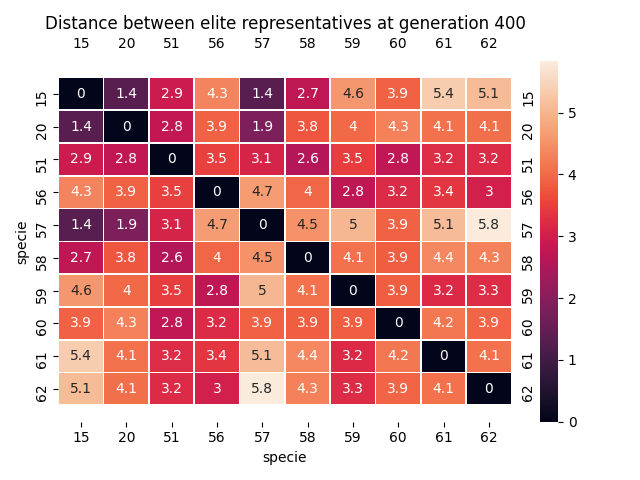 Distance between elite representatives at generation 400
15 20 51 56 57 58 59 60 61 62
15 0 1.4 2.9 4.3 1.4 2.7 4.6 3.9 5.4 5.1 15
20 1.4 0 2.8 3.9 1.9 3.8 4 4.3 4.1 4.1 20
51 2.9 2.8 0 3.5 3.1 2.6 3.5 2.8 3.2 3.2 51
56 4.3 3.9 3.5 0 4.7 4 2.8 3.2 3.4 3 56
57 1.4 1.9 3.1 4.7 0 4.5 5 3.9 5.1 5.8 57
58 2.7 3.8 2.6 4 4.5 0 4.1 3.9 4.4 4.3 58
59 4.6 4 3.5 2.8 5 4.1 0 3.9 3.2 3.3 59
60 3.9 4.3 2.8 3.2 3.9 3.9 3.9 0 4.2 3.9 60
61 5.4 4.1 3.2 3.4 5.1 4.4 3.2 4.2 0 4.1 61
62 5.1 4.1 3.2 3 5.8 4.3 3.3 3.9 4.1 0 62
15 20 51 56 57 58 59 60 61 62
specie
specie
5
4
3
2
1
0